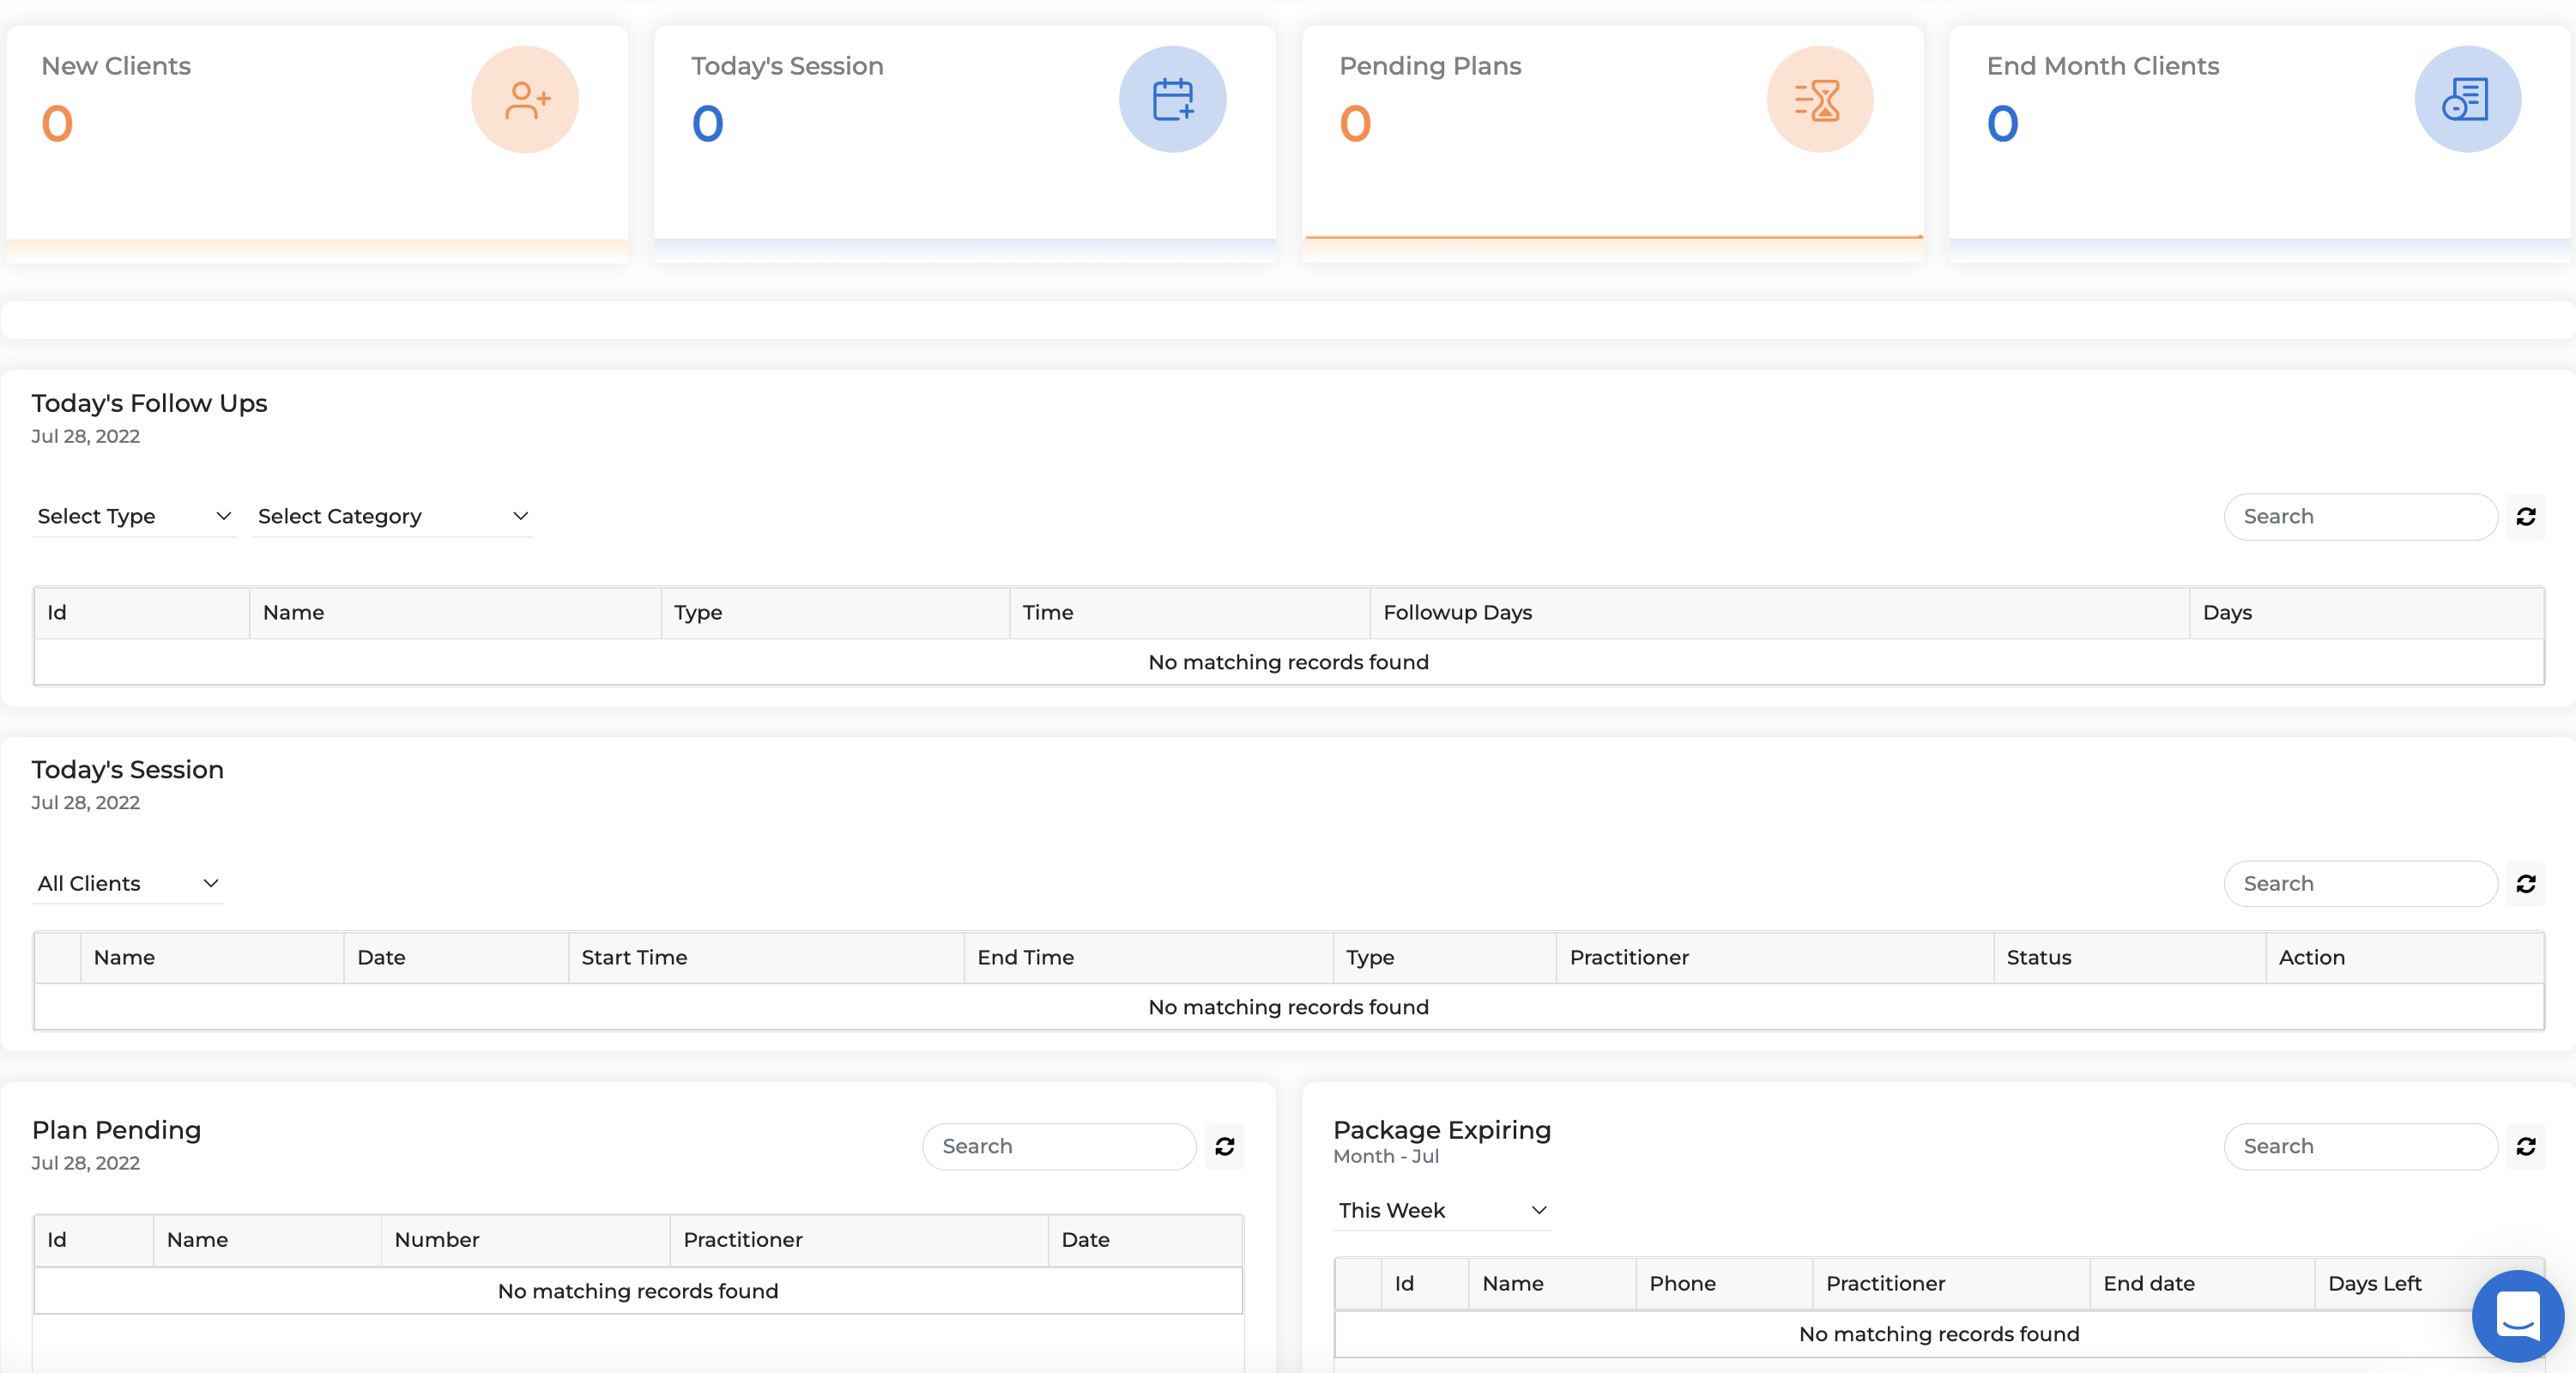 New Clients
0
Today's Session
0
Pending Plans
0
End Month Clients
0
Today's Follow Ups
Jul 28, 2022
Select Type
Select Category
Search
Id Name Type Time Followup Days Days
No matching records found
Today's Session
Jul 28, 2022
All Clients
Search
Name Date Start Time End Time Type Practitioner Status Action
No matching records found
Plan Pending
Jul 28, 2022
Search
Id Name Number Practitioner Date
No matching records found
Package Expiring
Month - Jul
Search
This Week
Id Name Phone Practitioner End date Days Left
No matching records found